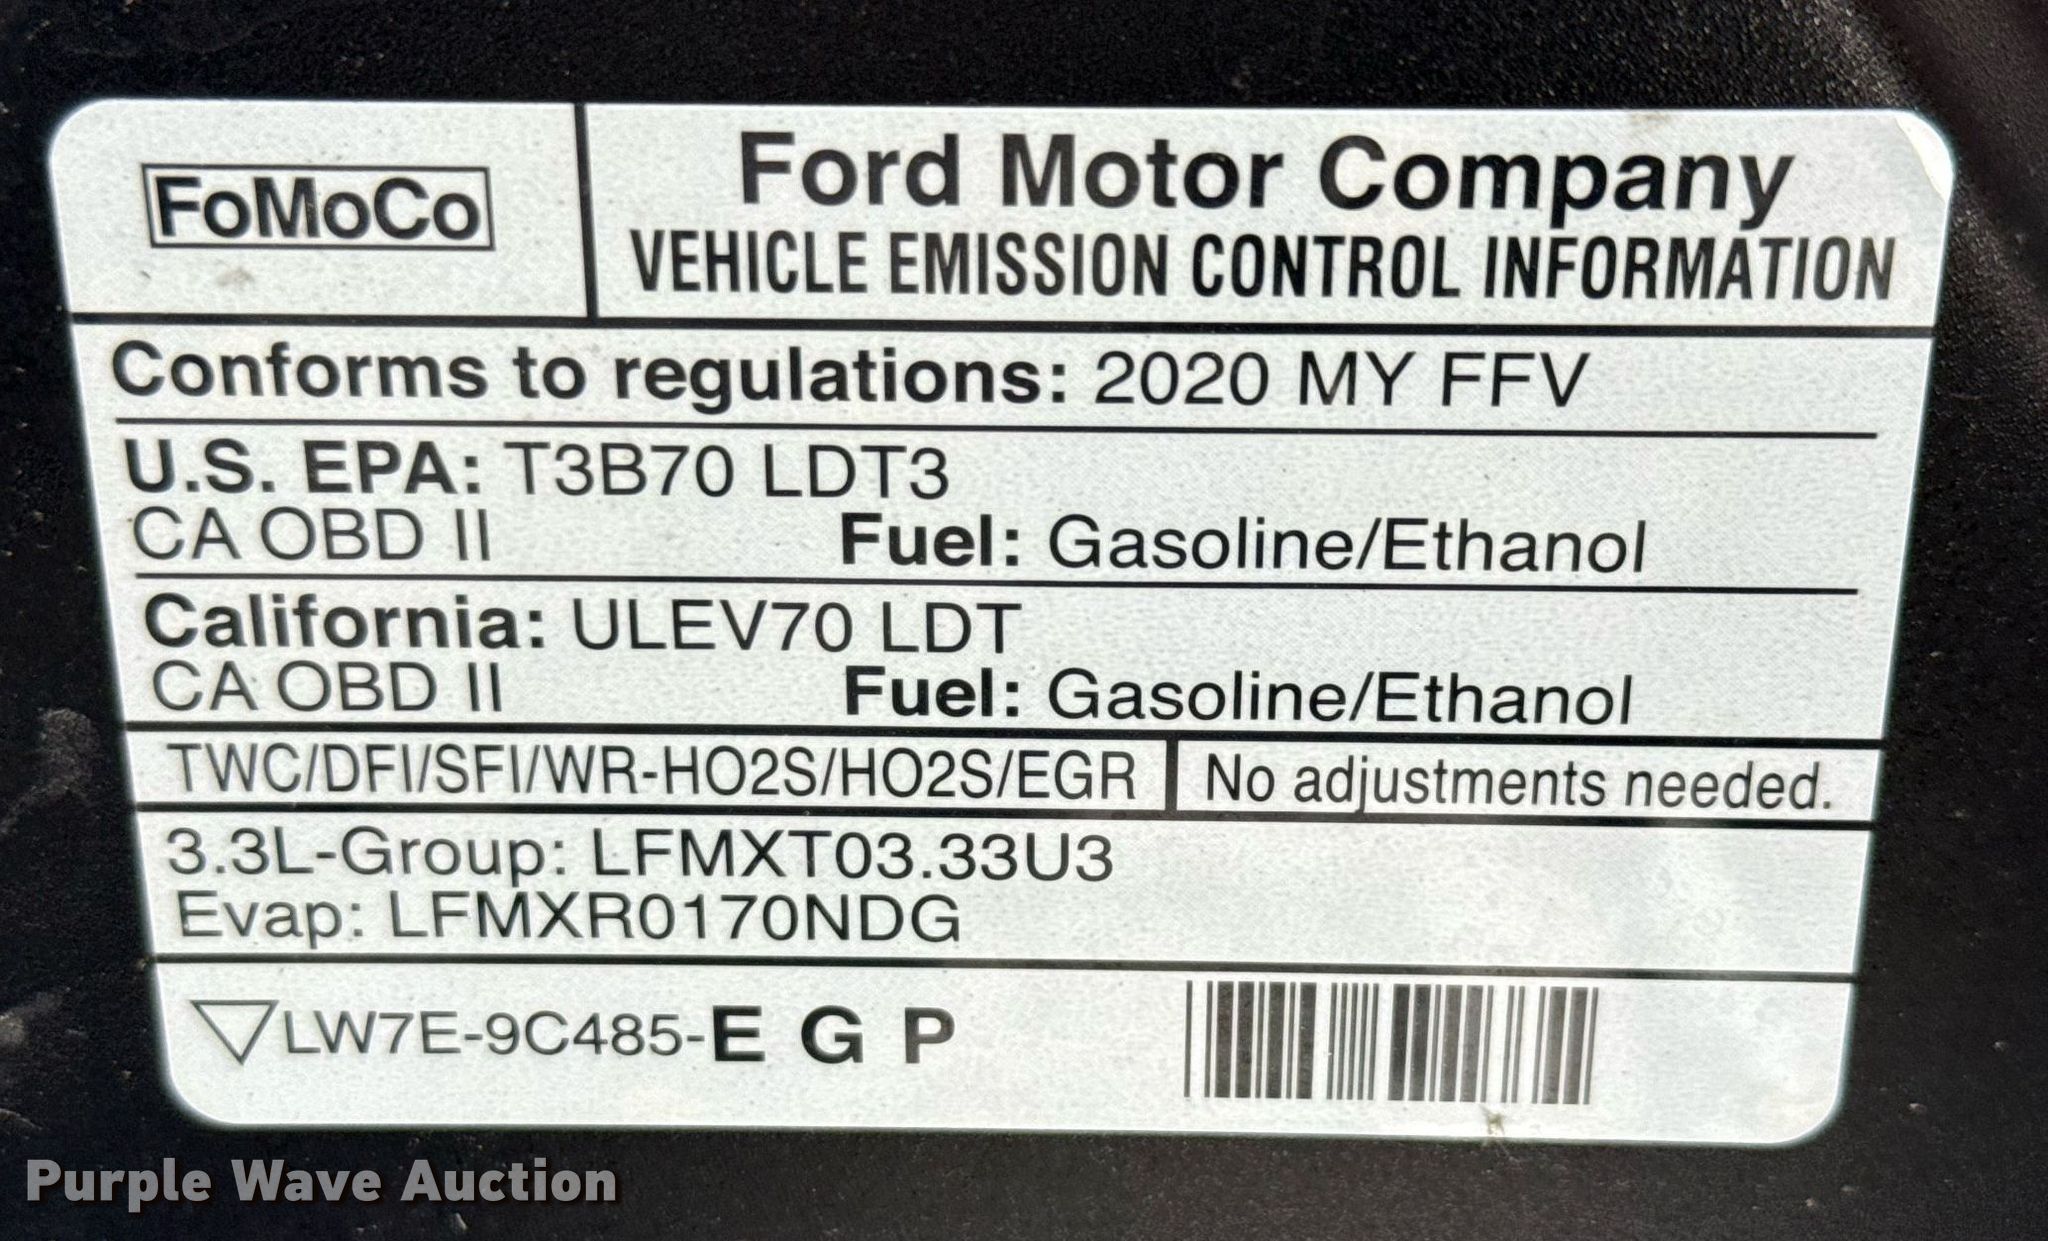 FoMoCo
Ford Motor Company
VEHICLE EMISSION CONTROL INFORMATION
Conforms to regulations: 2020 MY FFV
U.S. EPA: T3B70 LDT3
CA OBD II Fuel: Gasoline/Ethanol
California: ULEV70 LDT
CA OBD II Fuel: Gasoline/Ethanol
TWC/DFI/SFI/WR-HO2S/HO2S/EGR No adjustments needed.
3.3L-Group: LFMXT03.33U3
Evap: LFMXR0170NDG
LW7E-9C485-E G P
Purple Wave Auction